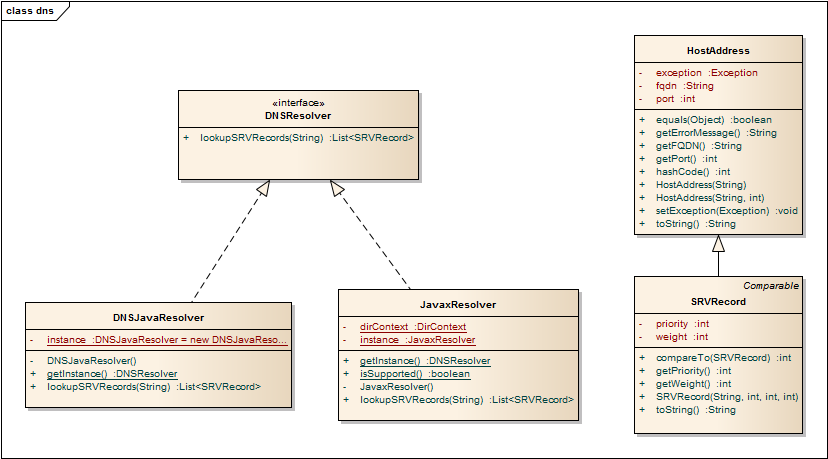 class dns
«interface»
DNSResolver
+ lookupSRVRecords(String) :List<SRVRecord>
HostAddress
- exception :Exception
- fqdn :String
- port :int
+ equals(Object) :boolean
+ getErrorMessage() :String
+ getFQDN() :String
+ getPort() :int
+ hashCode() :int
+ HostAddress(String)
+ HostAddress(String, int)
+ setException(Exception) :void
+ toString() :String
DNSJavaResolver
- instance :DNSJavaResolver = new DNSJavaReso...
- DNSJavaResolver()
+ getInstance() :DNSResolver
+ lookupSRVRecords(String) :List<SRVRecord>
JavaxResolver
- dirContext :DirContext
- instance :JavaxResolver
+ getInstance() :DNSResolver
+ isSupported() :boolean
- JavaxResolver()
+ lookupSRVRecords(String) :List<SRVRecord>
Comparable
SRVRecord
- priority :int
- weight :int
+ compareTo(SRVRecord) :int
+ getPriority() :int
+ getWeight() :int
+ SRVRecord(String, int, int, int)
+ toString() :String